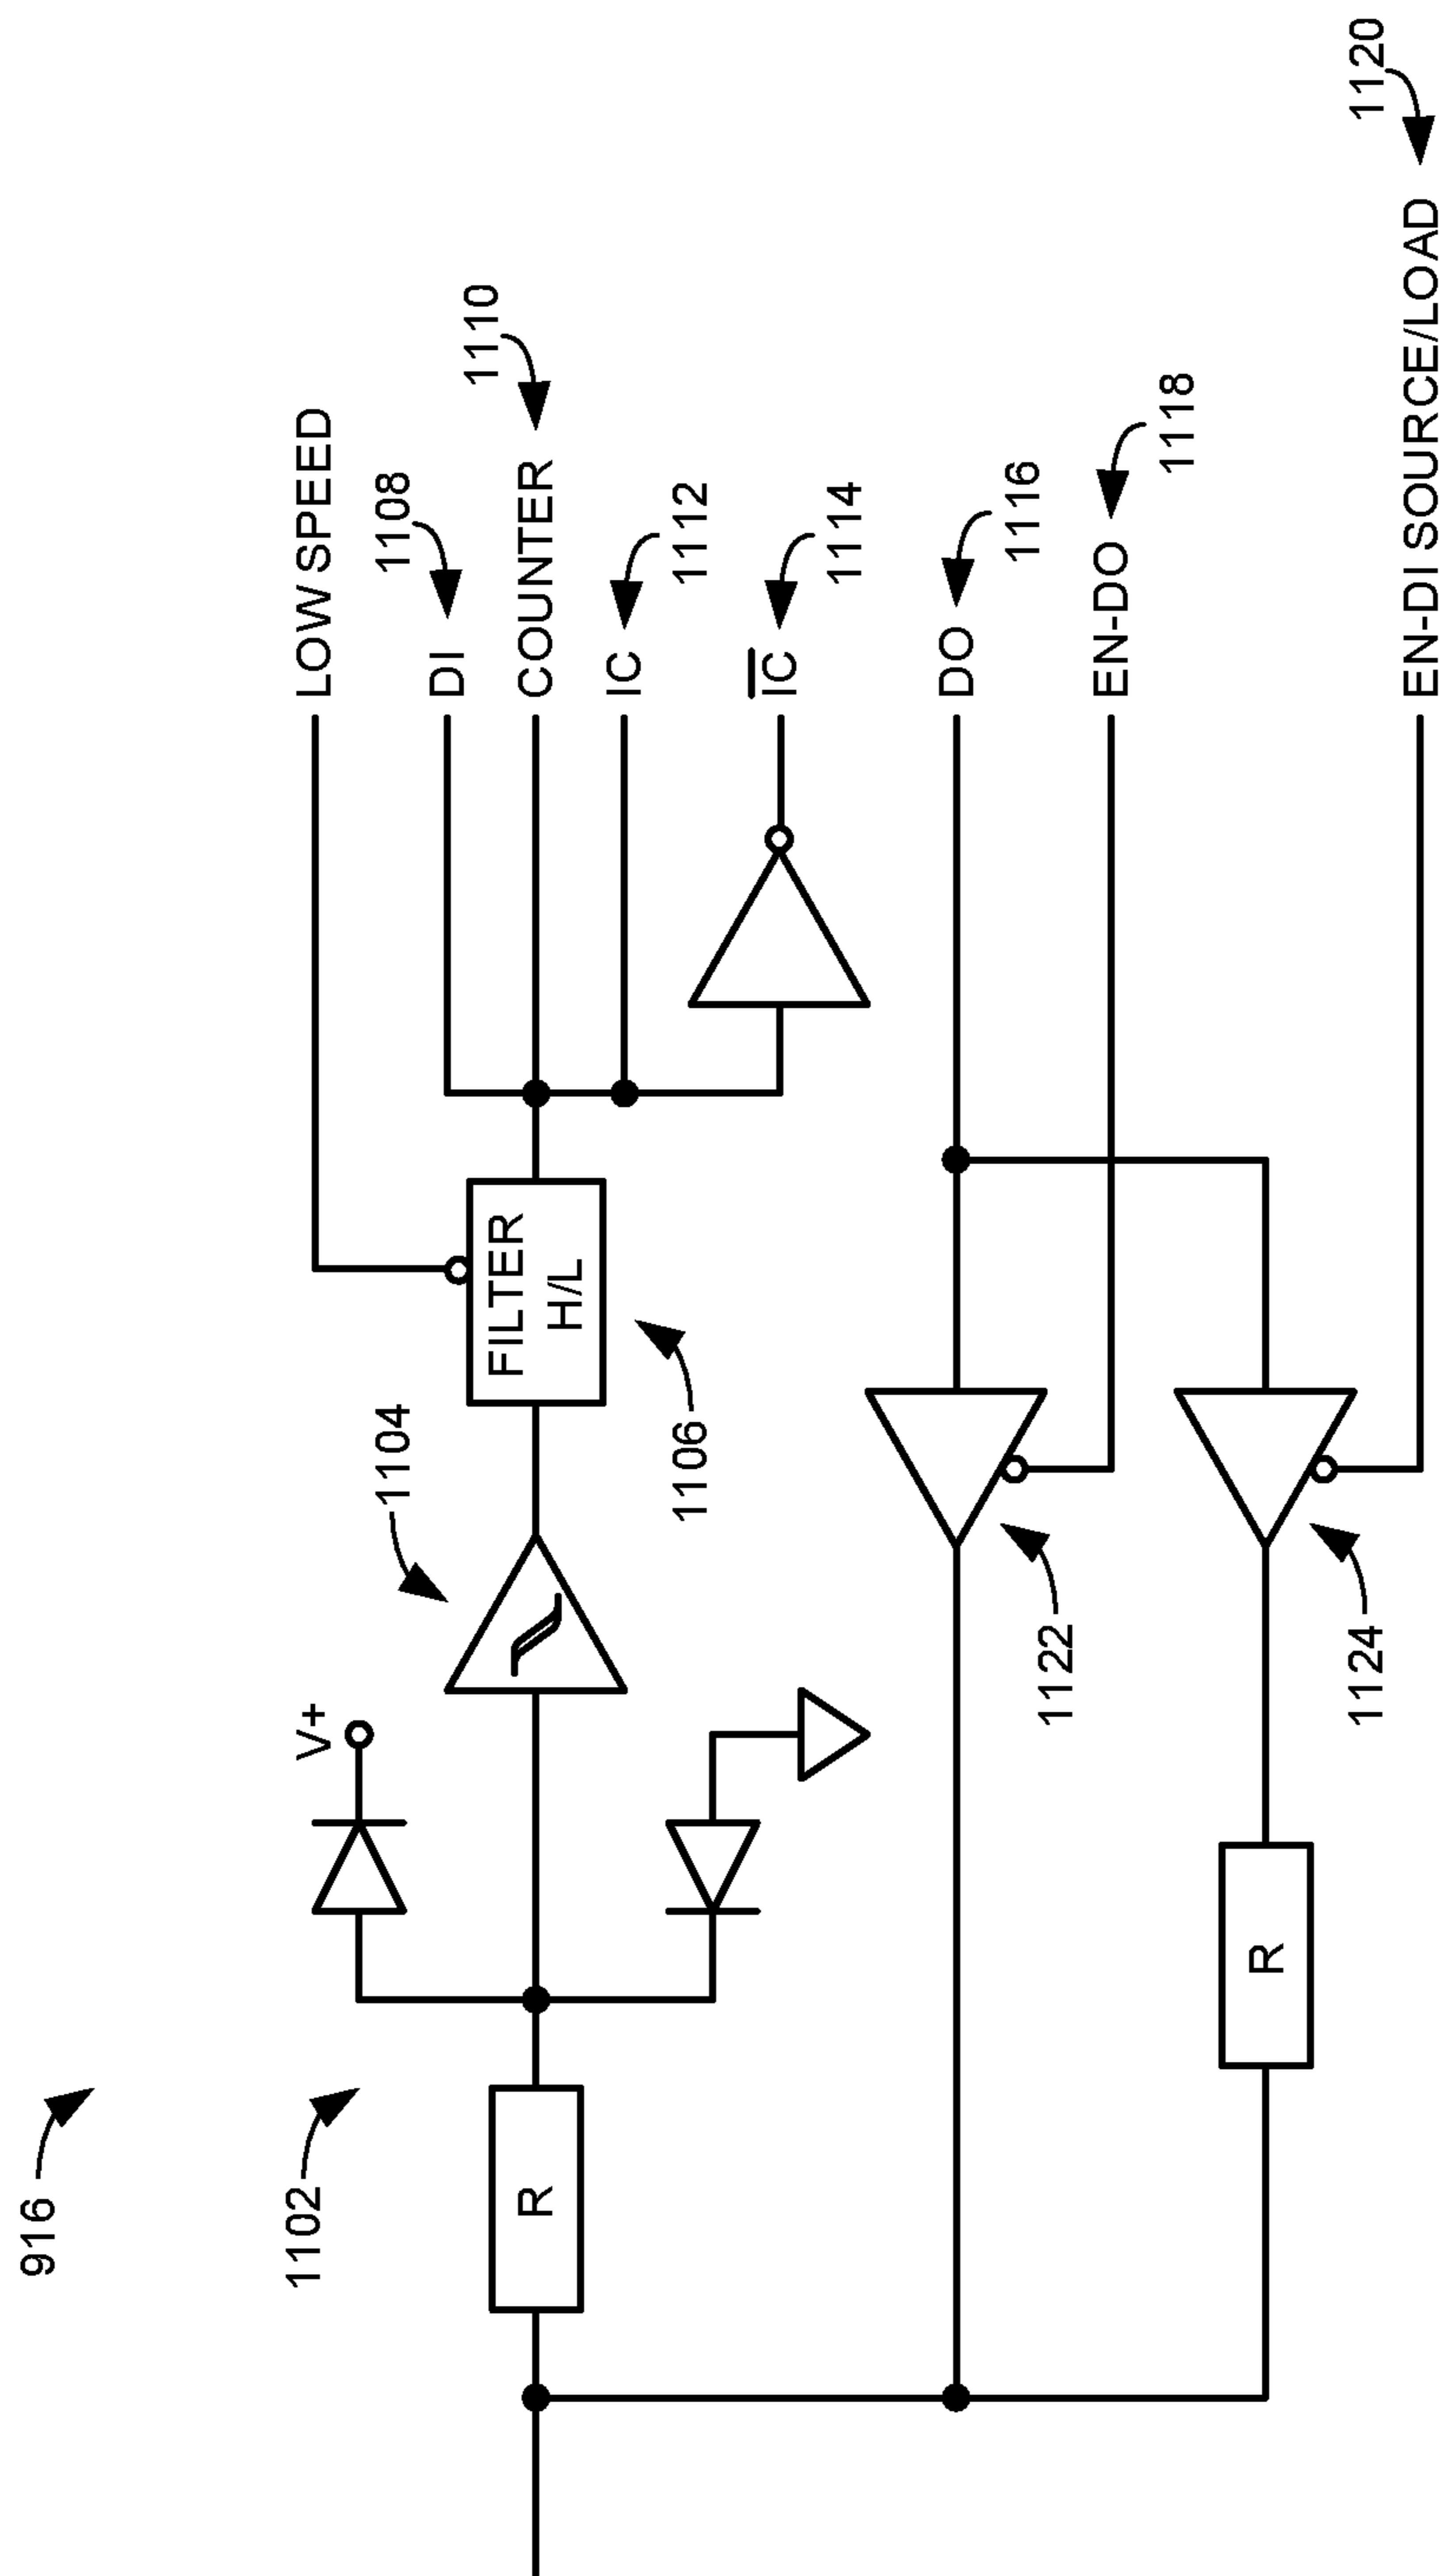 916
1102
R
V+
1104
FILTER
H/L
1106
LOW SPEED
DI
1108
COUNTER
1110
IC
1112
IC
1114
DO
1116
EN-DO
1118
1122
R
1124
EN-DI SOURCE/LOAD
1120